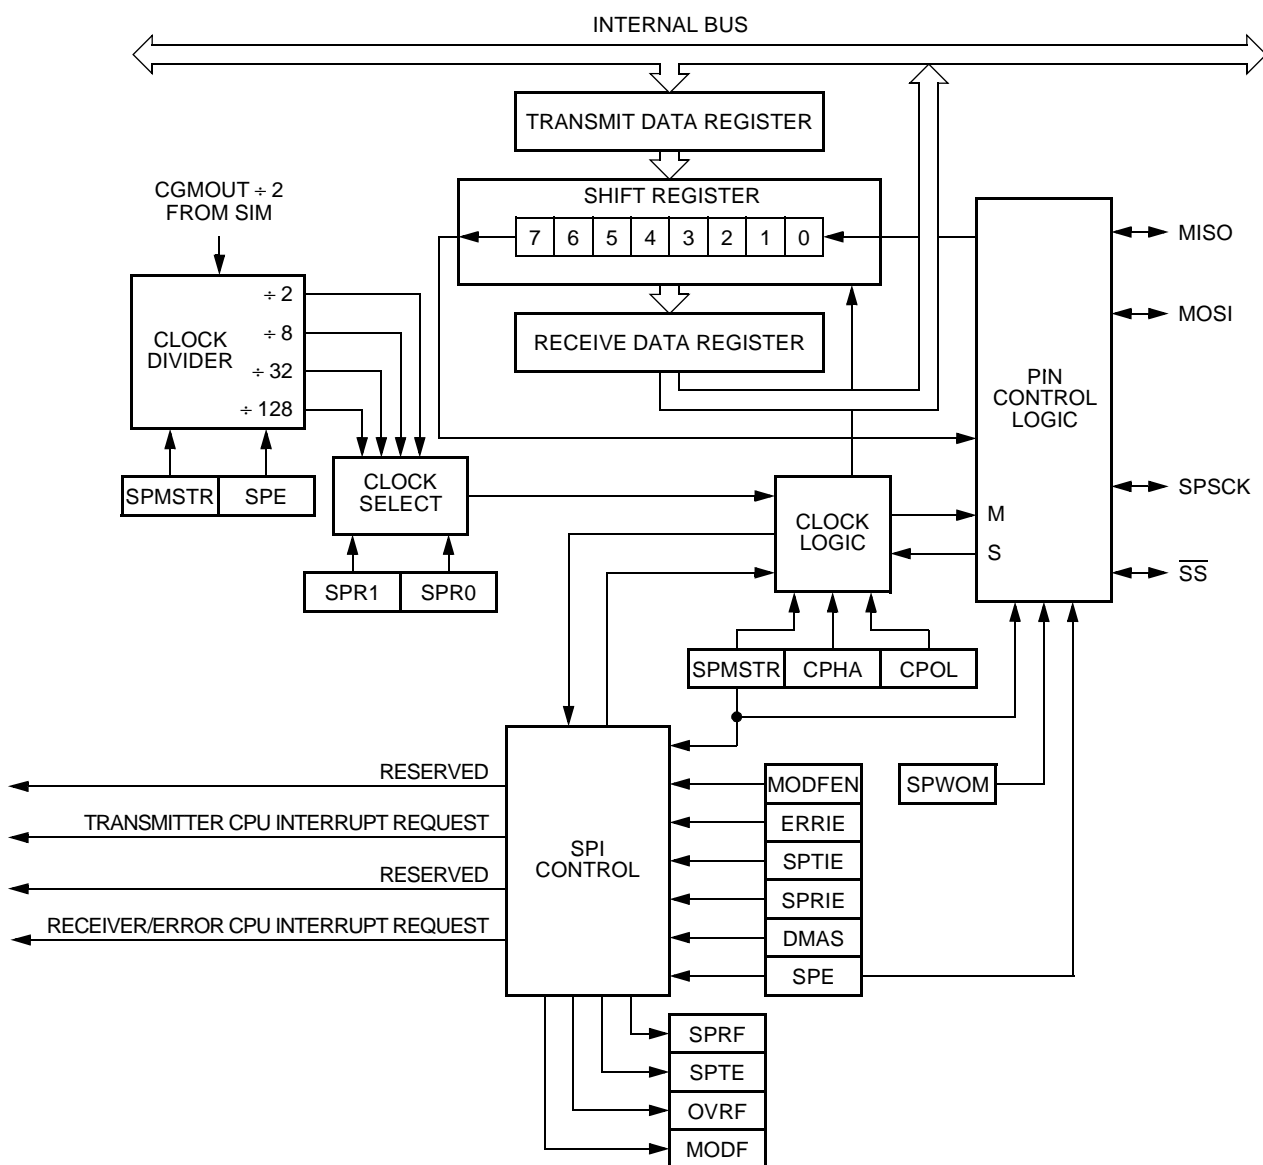 INTERNAL BUS
TRANSMIT DATA REGISTER
SHIFT REGISTER
7 6 5 4 3 2 1 0
RECEIVE DATA REGISTER
CGMOUT ÷ 2
FROM SIM
CLOCK
DIVIDER
÷ 2
÷ 8
÷ 32
÷ 128
SPMSTR SPE
CLOCK
SELECT
SPR1 SPR0
CLOCK
LOGIC
PIN
CONTROL
LOGIC
M
S
MISO
MOSI
SPSCK
S̅S̅
SPMSTR CPHA CPOL
RESERVED
TRANSMITTER CPU INTERRUPT REQUEST
RESERVED
RECEIVER/ERROR CPU INTERRUPT REQUEST
SPI
CONTROL
MODFEN
ERRIE
SPTIE
SPRIE
DMAS
SPE
SPWOM
SPRF
SPTE
OVRF
MODF